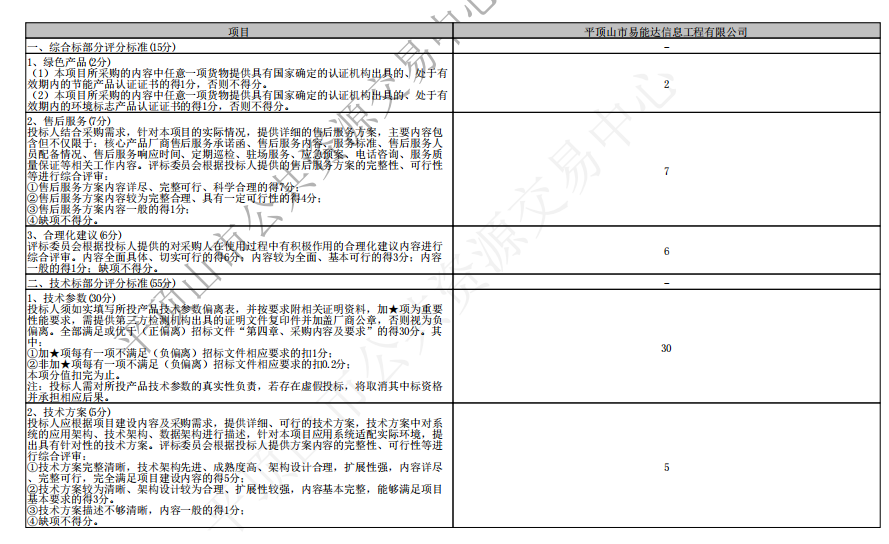 项目
平顶山市易能达信息工程有限公司
一、综合标部分评分标准(15分)
-
1、绿色产品(2分)
（1）本项目所采购的内容中任意一项货物提供具有国家确定的认证机构出具的、处于有
效期内的节能产品认证证书的得1分，否则不得分。
（2）本项目所采购的内容中任意一项货物提供具有国家确定的认证机构出具的、处于有
效期内的环境标志产品认证证书的得1分，否则不得分。
2
2、售后服务(7分)
投标人结合采购需求，针对本项目的实际情况，提供详细的售后服务方案，主要内容包
含但不仅限于：核心产品厂商售后服务承诺函、售后服务内容、服务标准、售后服务人
员配备情况、售后服务响应时间、定期巡检、驻场服务、应急预案、电话咨询、服务质
量保证等相关工作内容。评标委员会根据投标人提供的售后服务方案的完整性、可行性
等进行综合评审：
①售后服务方案内容详尽、完整可行、科学合理的得7分；
②售后服务方案内容较为完整合理、具有一定可行性的得4分；
③售后服务方案内容一般的得1分；
④缺项不得分。
7
3、合理化建议(6分)
评标委员会根据投标人提供的对采购人在使用过程中有积极作用的合理化建议内容进行
综合评审。内容全面具体、切实可行的得6分；内容较为全面、基本可行的得3分；内容
一般的得1分；缺项不得分。
6
二、技术标部分评分标准(55分)
-
1、技术参数(30分)
投标人须如实填写所投产品技术参数偏离表，并按要求附相关证明资料，加★项为重要
性能要求，需提供第三方检测机构出具的证明文件复印件并加盖厂商公章，否则视为负
偏离。全部满足或优于（正偏离）招标文件“第四章、采购内容及要求”的得30分。其
中：
①加★项每有一项不满足（负偏离）招标文件相应要求的扣1分；
②非加★项每有一项不满足（负偏离）招标文件相应要求的扣0.2分；
本项分值扣完为止。
注：投标人需对所投产品技术参数的真实性负责，若存在虚假投标，将取消其中标资格
并承担相应后果。
30
2、技术方案(5分)
投标人应根据项目建设内容及采购需求，提供详细、可行的技术方案，技术方案中对系
统的应用架构、技术架构、数据架构进行描述，针对本项目应用系统适配实际环境，提
出具有针对性的技术方案。评标委员会根据投标人提供方案内容的完整性、可行性等进
行综合评审：
①技术方案完整清晰，技术架构先进、成熟度高、架构设计合理，扩展性强，内容详尽
、完整可行，完全满足项目建设内容的得5分；
②技术方案较为清晰、架构设计较为合理、扩展性较强，内容基本完整，能够满足项目
基本要求的得3分。
③技术方案描述不够清晰，内容一般的得1分；
④缺项不得分。
5
平顶山市公共资源交易中心
平顶山市公共资源交易中心